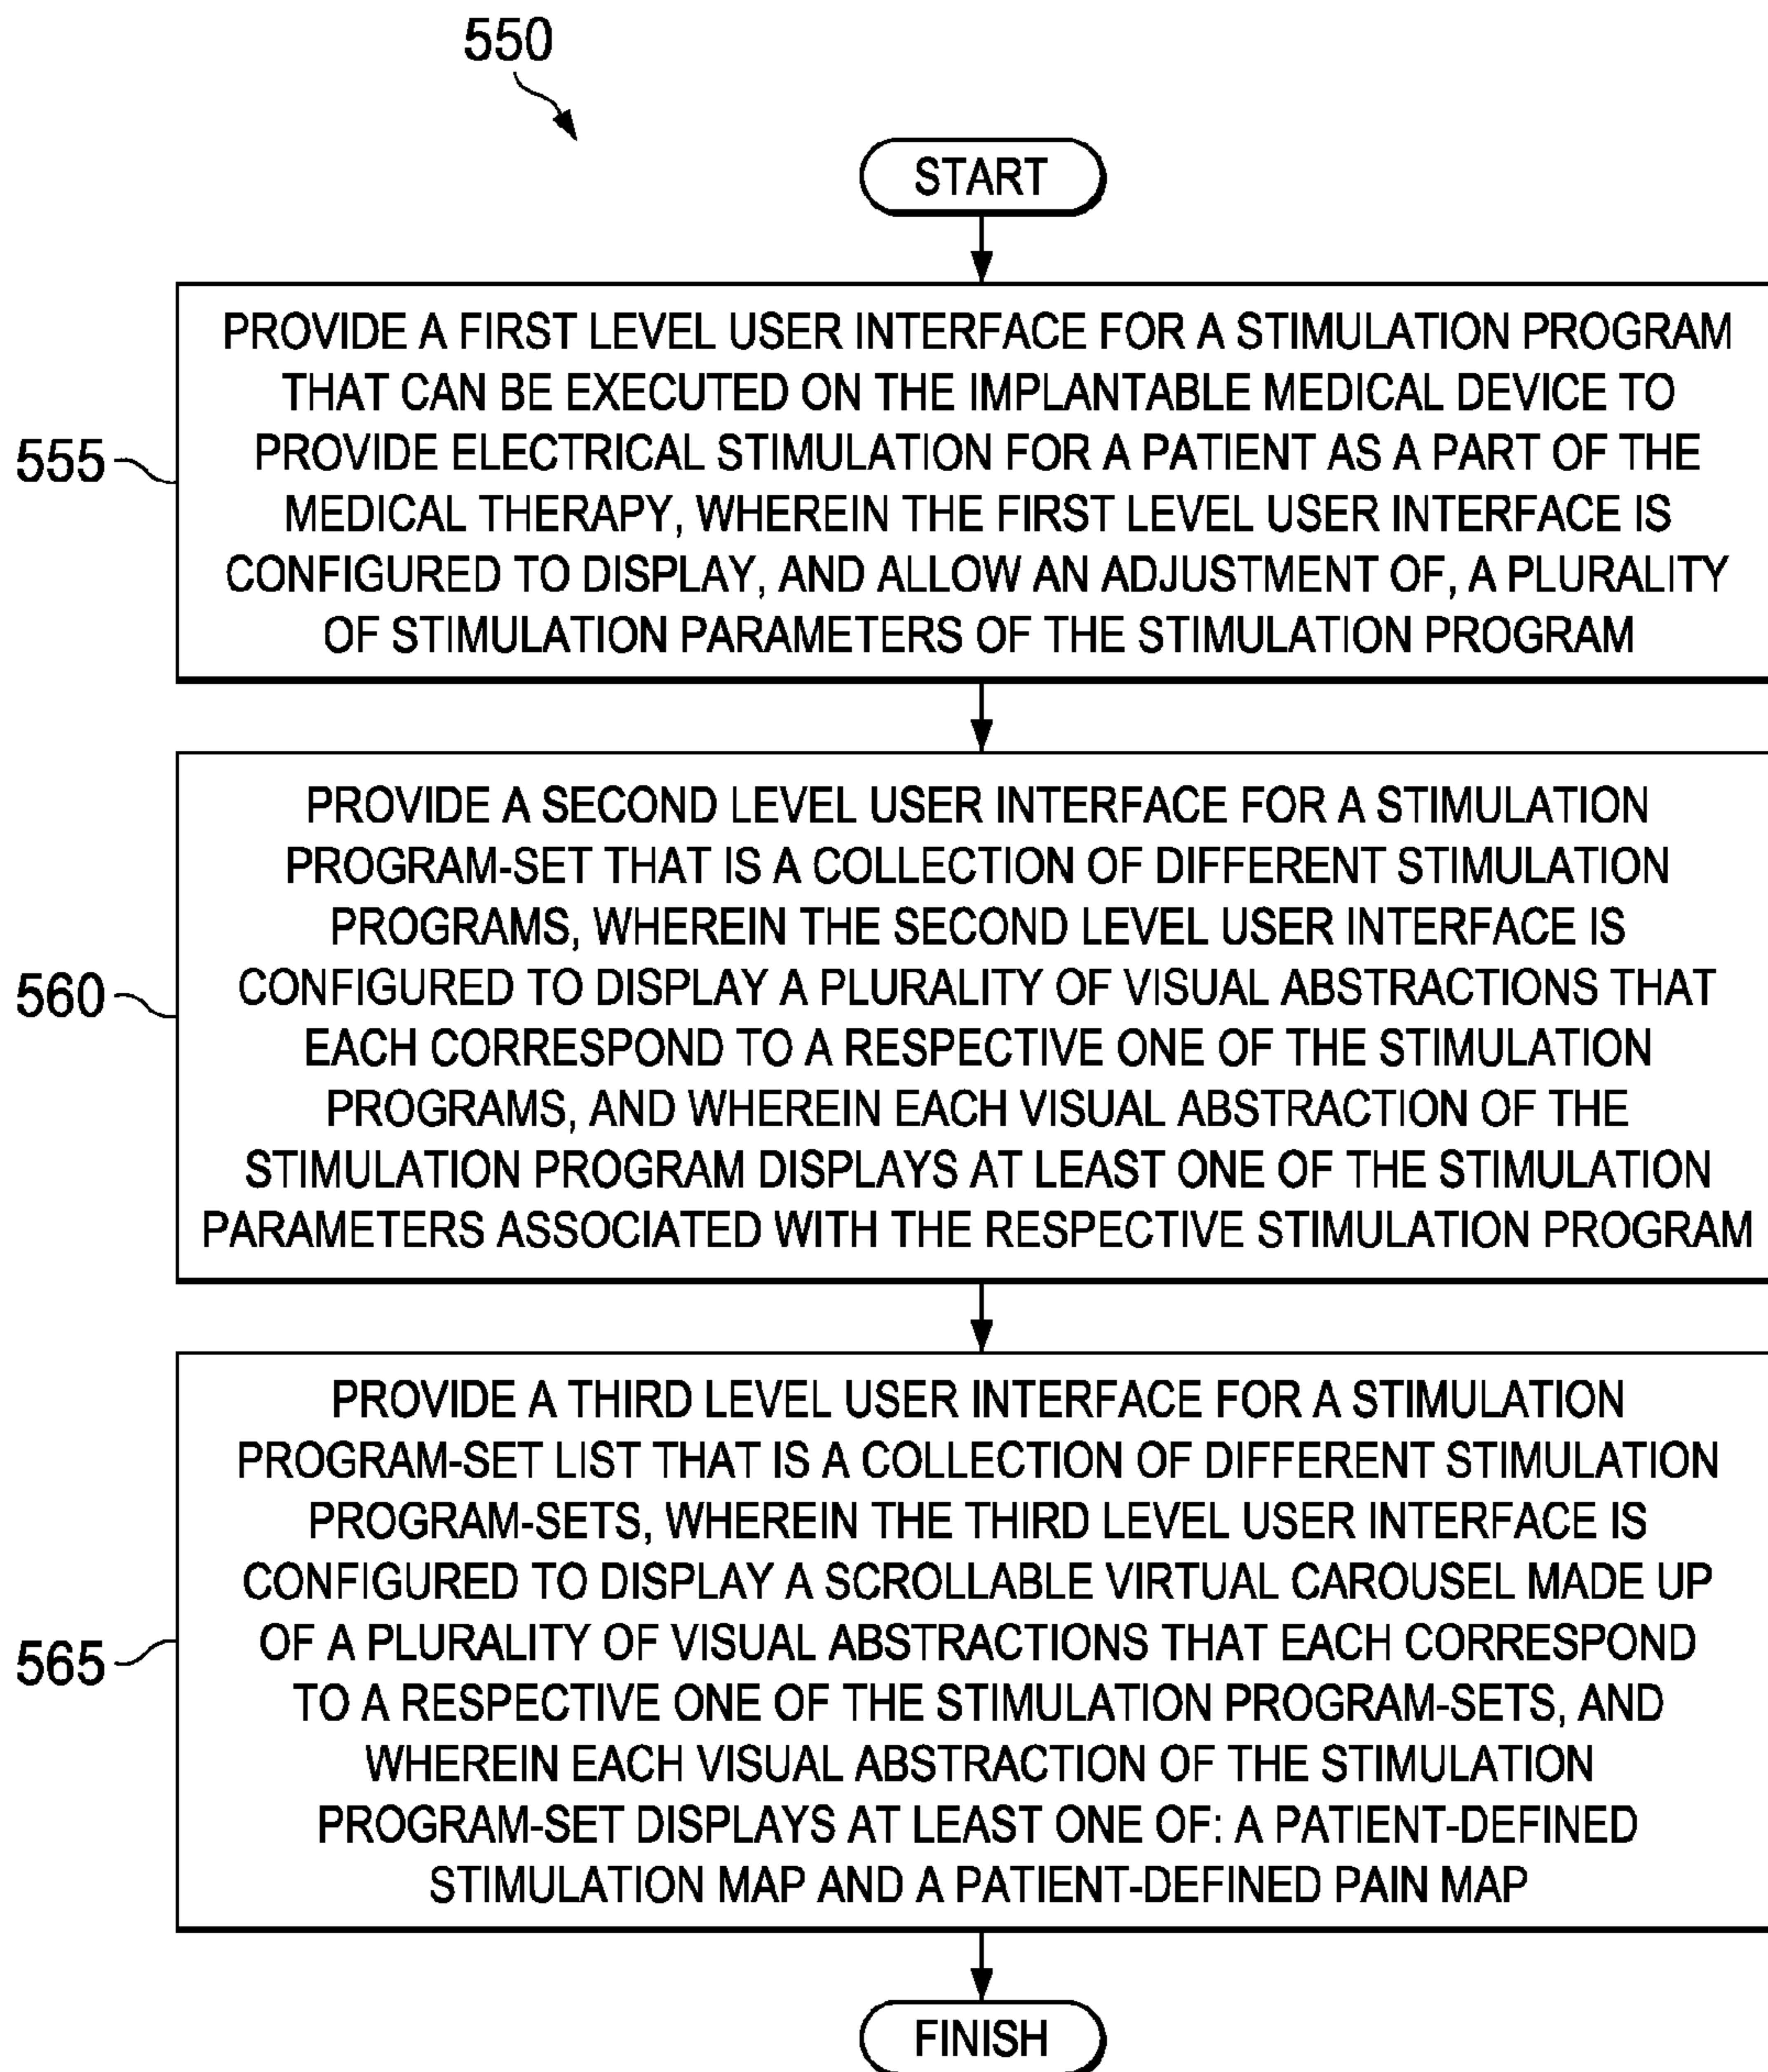 550
START
PROVIDE A FIRST LEVEL USER INTERFACE FOR A STIMULATION PROGRAM
THAT CAN BE EXECUTED ON THE IMPLANTABLE MEDICAL DEVICE TO
PROVIDE ELECTRICAL STIMULATION FOR A PATIENT AS A PART OF THE
MEDICAL THERAPY, WHEREIN THE FIRST LEVEL USER INTERFACE IS
CONFIGURED TO DISPLAY, AND ALLOW AN ADJUSTMENT OF, A PLURALITY
OF STIMULATION PARAMETERS OF THE STIMULATION PROGRAM
555
PROVIDE A SECOND LEVEL USER INTERFACE FOR A STIMULATION
PROGRAM-SET THAT IS A COLLECTION OF DIFFERENT STIMULATION
PROGRAMS, WHEREIN THE SECOND LEVEL USER INTERFACE IS
CONFIGURED TO DISPLAY A PLURALITY OF VISUAL ABSTRACTIONS THAT
EACH CORRESPOND TO A RESPECTIVE ONE OF THE STIMULATION
PROGRAMS, AND WHEREIN EACH VISUAL ABSTRACTION OF THE
STIMULATION PROGRAM DISPLAYS AT LEAST ONE OF THE STIMULATION
PARAMETERS ASSOCIATED WITH THE RESPECTIVE STIMULATION PROGRAM
560
PROVIDE A THIRD LEVEL USER INTERFACE FOR A STIMULATION
PROGRAM-SET LIST THAT IS A COLLECTION OF DIFFERENT STIMULATION
PROGRAM-SETS, WHEREIN THE THIRD LEVEL USER INTERFACE IS
CONFIGURED TO DISPLAY A SCROLLABLE VIRTUAL CAROUSEL MADE UP
OF A PLURALITY OF VISUAL ABSTRACTIONS THAT EACH CORRESPOND
TO A RESPECTIVE ONE OF THE STIMULATION PROGRAM-SETS, AND
WHEREIN EACH VISUAL ABSTRACTION OF THE STIMULATION
PROGRAM-SET DISPLAYS AT LEAST ONE OF: A PATIENT-DEFINED
STIMULATION MAP AND A PATIENT-DEFINED PAIN MAP
565
FINISH